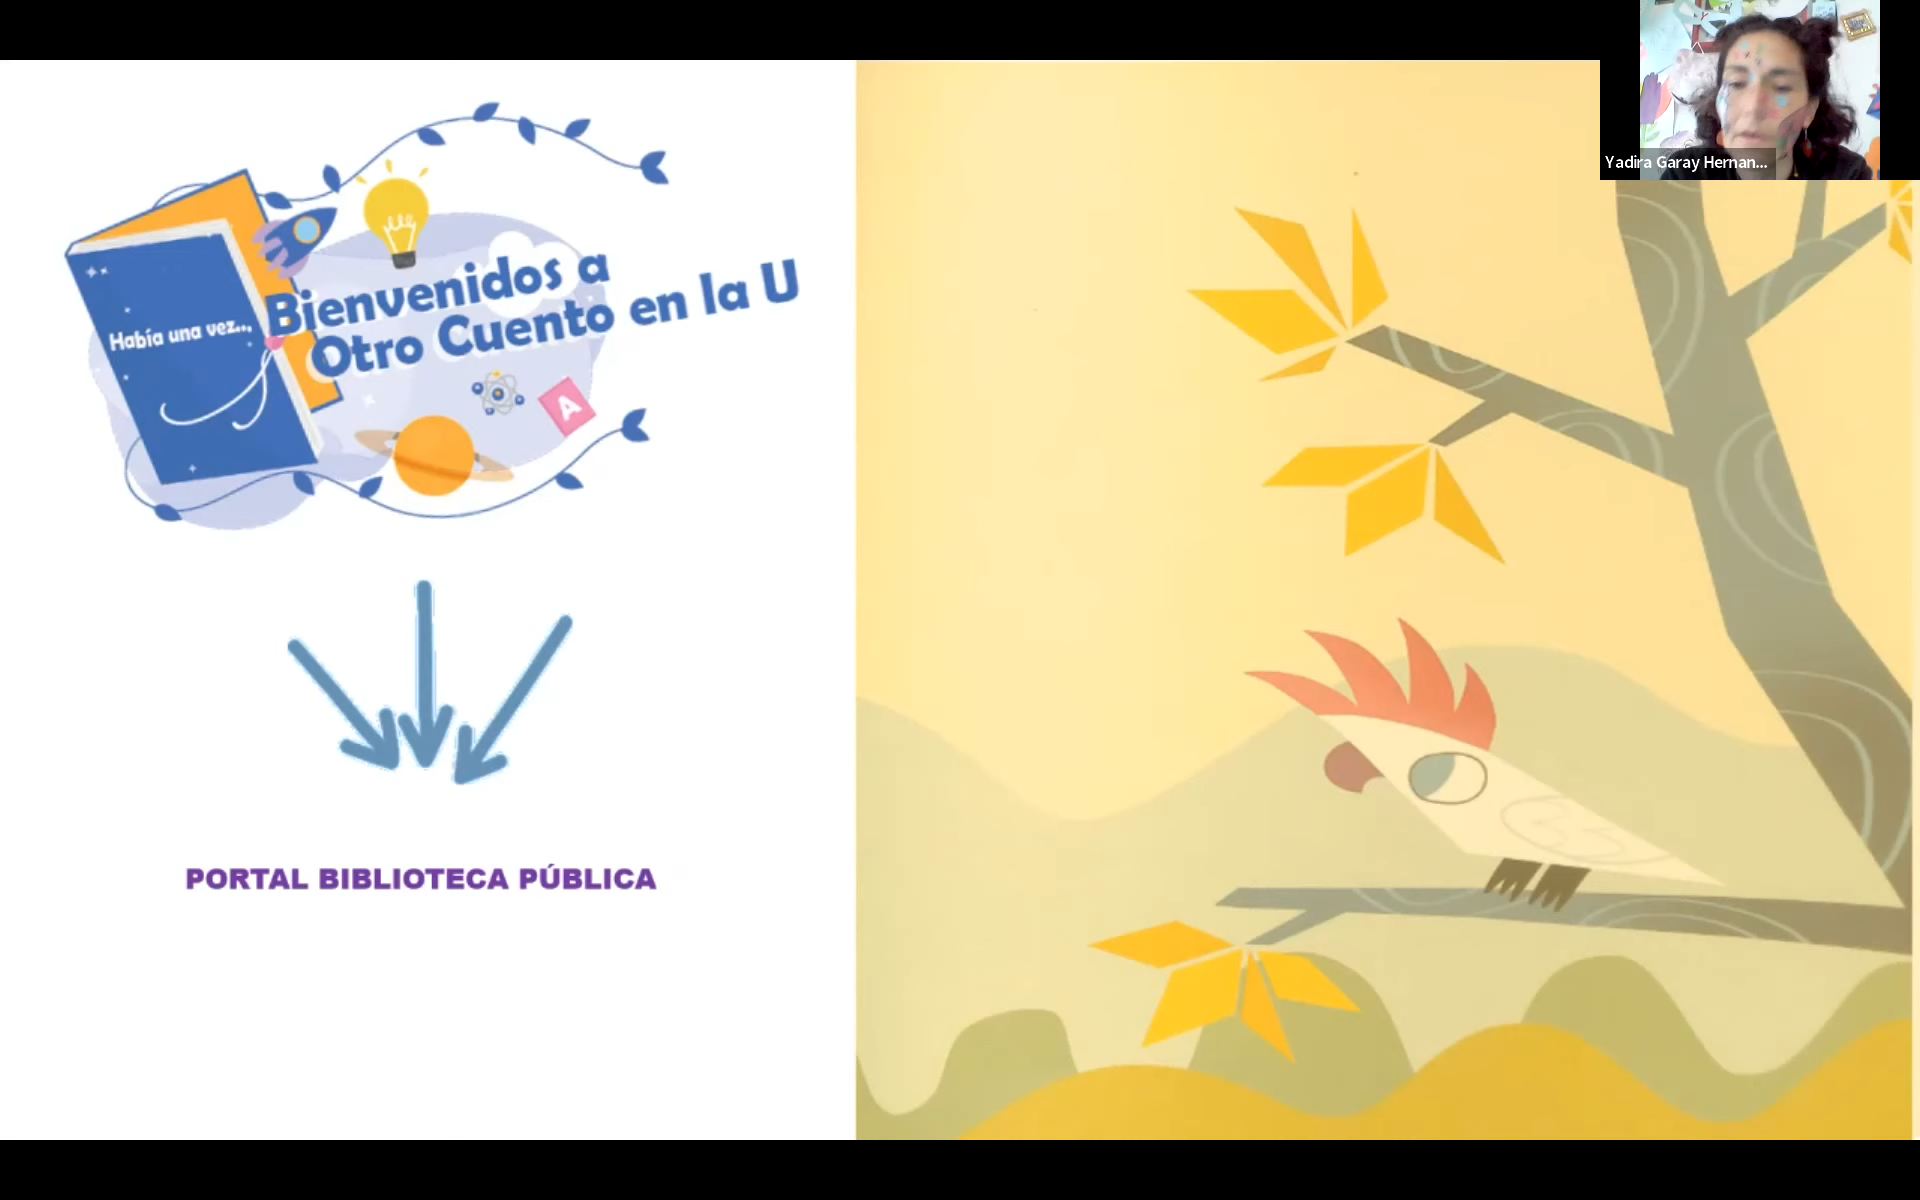 Había una vez...
Bienvenidos a
Otro Cuento en la U
A
PORTAL BIBLIOTECA PÚBLICA
Yadira Garay Hernan...